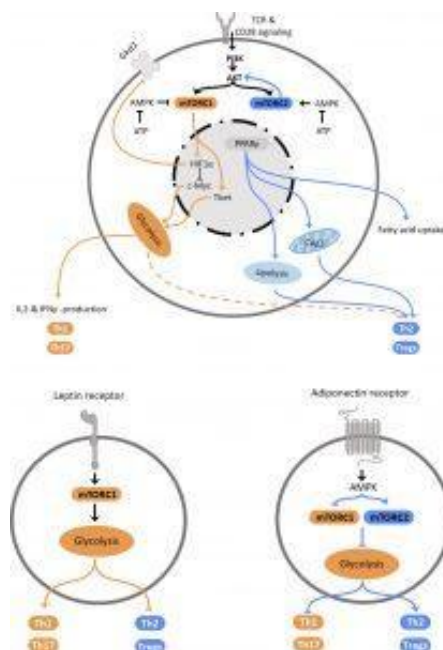 TCR &
CD28 signaling
Glut1
PI3K
AKT
AMPK
mTORC1
mTORC2
AMPK
ATP
ATP
PPARγ
HIF1α
c-Myc
Tbet
Glycolysis
FAO
Lipolysis
Fatty acid uptake
IL2 & IFNγ -production
Th1
Th17
Th2
Tregs
Leptin receptor
Adiponectin receptor
mTORC1
AMPK
mTORC1
mTORC2
Glycolysis
Glycolysis
Th1
Th2
Th1
Th2
Th17
Tregs
Th17
Tregs